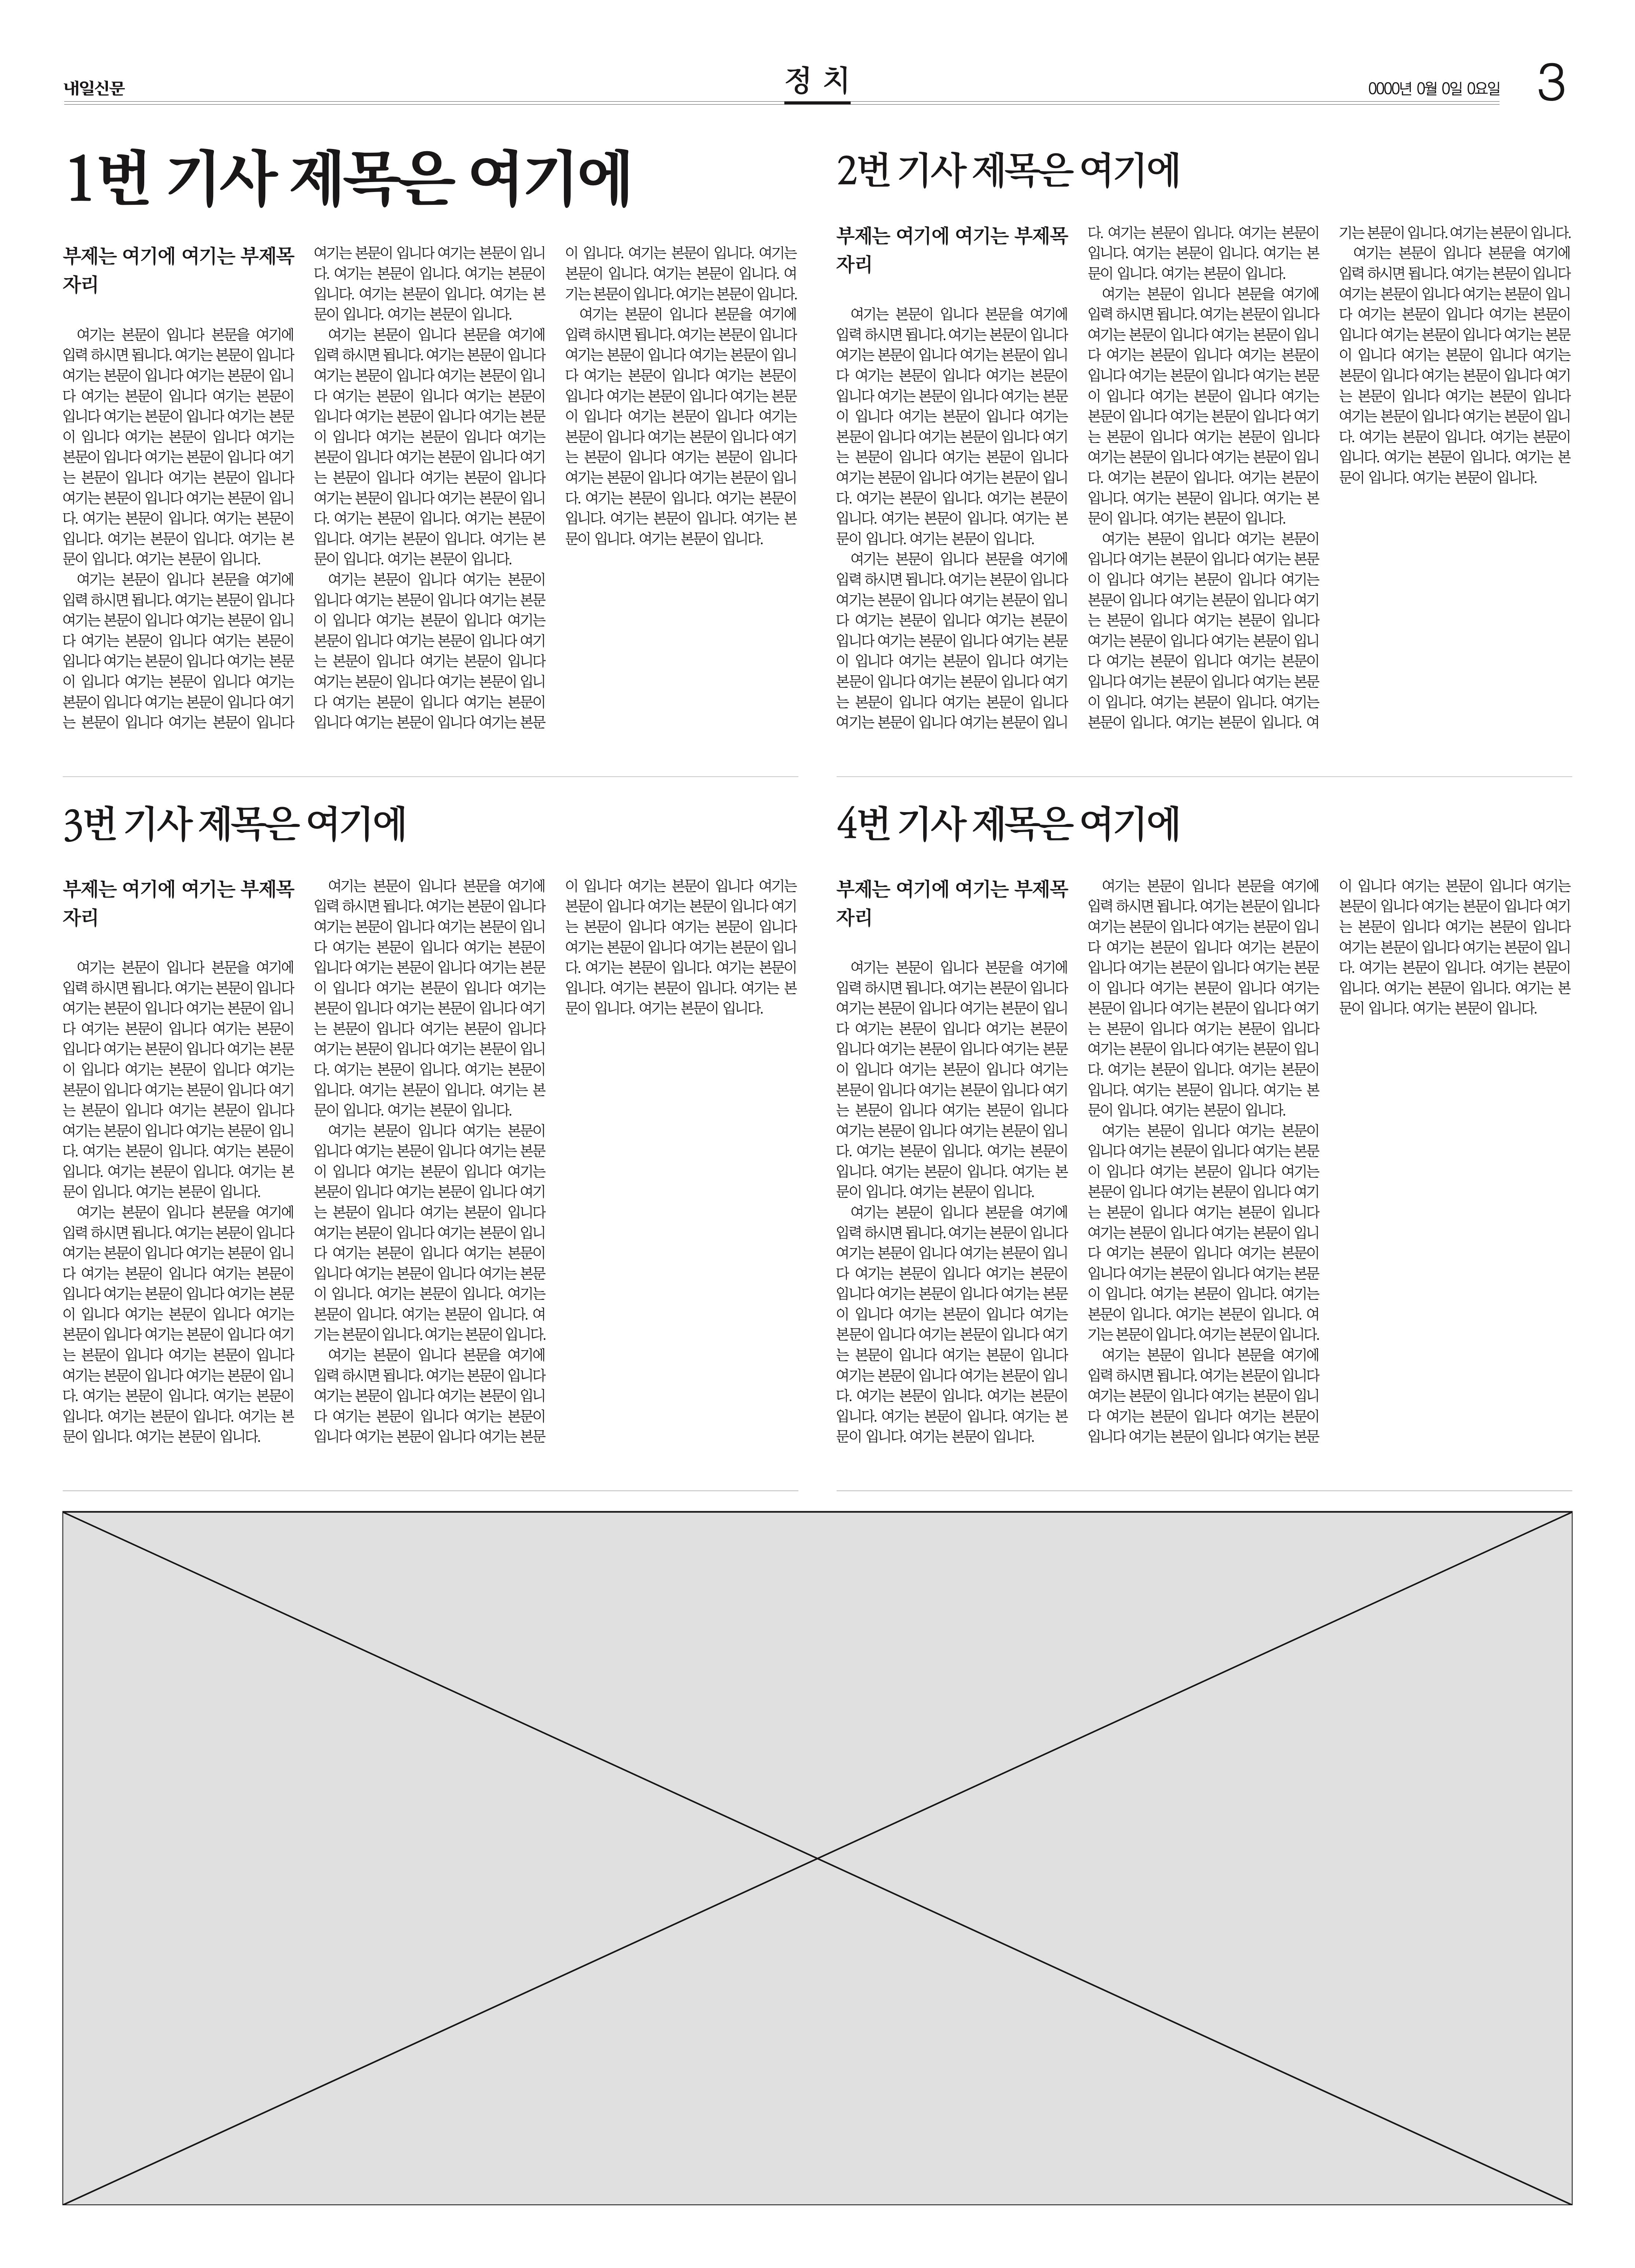 내일신문
정 치
0000년 0월 0일 0요일
3
1번 기사 제목은 여기에
부제는 여기에 여기는 부제목
자리
여기는 본문이 입니다 본문을 여기에
입력 하시면 됩니다. 여기는 본문이 입니다
여기는 본문이 입니다 여기는 본문이 입니
다 여기는 본문이 입니다 여기는 본문이
입니다 여기는 본문이 입니다 여기는 본문
이 입니다 여기는 본문이 입니다 여기는
본문이 입니다 여기는 본문이 입니다 여기
는 본문이 입니다 여기는 본문이 입니다
여기는 본문이 입니다 여기는 본문이 입니
다. 여기는 본문이 입니다. 여기는 본문이
입니다. 여기는 본문이 입니다. 여기는 본
문이 입니다. 여기는 본문이 입니다.
여기는 본문이 입니다 본문을 여기에
입력 하시면 됩니다. 여기는 본문이 입니다
여기는 본문이 입니다 여기는 본문이 입니
다 여기는 본문이 입니다 여기는 본문이
입니다 여기는 본문이 입니다 여기는 본문
이 입니다 여기는 본문이 입니다 여기는
본문이 입니다 여기는 본문이 입니다 여기
는 본문이 입니다 여기는 본문이 입니다
여기는 본문이 입니다 여기는 본문이 입니
다. 여기는 본문이 입니다. 여기는 본문이
입니다. 여기는 본문이 입니다. 여기는 본
문이 입니다. 여기는 본문이 입니다.
여기는 본문이 입니다 본문을 여기에
입력 하시면 됩니다. 여기는 본문이 입니다
여기는 본문이 입니다 여기는 본문이 입니
다 여기는 본문이 입니다 여기는 본문이
입니다 여기는 본문이 입니다 여기는 본문
이 입니다 여기는 본문이 입니다 여기는
본문이 입니다 여기는 본문이 입니다 여기
는 본문이 입니다 여기는 본문이 입니다
여기는 본문이 입니다 여기는 본문이 입니
다. 여기는 본문이 입니다. 여기는 본문이
입니다. 여기는 본문이 입니다. 여기는 본
문이 입니다. 여기는 본문이 입니다.
여기는 본문이 입니다 여기는 본문이
입니다 여기는 본문이 입니다 여기는 본문
이 입니다 여기는 본문이 입니다 여기는
본문이 입니다 여기는 본문이 입니다 여기
는 본문이 입니다 여기는 본문이 입니다
여기는 본문이 입니다 여기는 본문이 입니
다 여기는 본문이 입니다 여기는 본문이
입니다 여기는 본문이 입니다 여기는 본문
이 입니다. 여기는 본문이 입니다. 여기는
본문이 입니다. 여기는 본문이 입니다. 여
기는 본문이 입니다. 여기는 본문이 입니다.
여기는 본문이 입니다 본문을 여기에
입력 하시면 됩니다. 여기는 본문이 입니다
여기는 본문이 입니다 여기는 본문이 입니
다 여기는 본문이 입니다 여기는 본문이
입니다 여기는 본문이 입니다 여기는 본문
이 입니다 여기는 본문이 입니다 여기는
본문이 입니다 여기는 본문이 입니다 여기
는 본문이 입니다 여기는 본문이 입니다
여기는 본문이 입니다 여기는 본문이 입니
다. 여기는 본문이 입니다. 여기는 본문이
입니다. 여기는 본문이 입니다. 여기는 본
문이 입니다. 여기는 본문이 입니다.
2번 기사 제목은 여기에
부제는 여기에 여기는 부제목
자리
여기는 본문이 입니다 본문을 여기에
입력 하시면 됩니다. 여기는 본문이 입니다
여기는 본문이 입니다 여기는 본문이 입니
다 여기는 본문이 입니다 여기는 본문이
입니다 여기는 본문이 입니다 여기는 본문
이 입니다 여기는 본문이 입니다 여기는
본문이 입니다 여기는 본문이 입니다 여기
는 본문이 입니다 여기는 본문이 입니다
여기는 본문이 입니다 여기는 본문이 입니
다. 여기는 본문이 입니다. 여기는 본문이
입니다. 여기는 본문이 입니다. 여기는 본
문이 입니다. 여기는 본문이 입니다.
여기는 본문이 입니다 본문을 여기에
입력 하시면 됩니다. 여기는 본문이 입니다
여기는 본문이 입니다 여기는 본문이 입니
다 여기는 본문이 입니다 여기는 본문이
입니다 여기는 본문이 입니다 여기는 본문
이 입니다 여기는 본문이 입니다 여기는
본문이 입니다 여기는 본문이 입니다 여기
는 본문이 입니다 여기는 본문이 입니다
여기는 본문이 입니다 여기는 본문이 입니
다. 여기는 본문이 입니다. 여기는 본문이
입니다. 여기는 본문이 입니다. 여기는 본
문이 입니다. 여기는 본문이 입니다.
여기는 본문이 입니다 본문을 여기에
입력 하시면 됩니다. 여기는 본문이 입니다
여기는 본문이 입니다 여기는 본문이 입니
다 여기는 본문이 입니다 여기는 본문이
입니다 여기는 본문이 입니다 여기는 본문
이 입니다 여기는 본문이 입니다 여기는
본문이 입니다 여기는 본문이 입니다 여기
는 본문이 입니다 여기는 본문이 입니다
여기는 본문이 입니다 여기는 본문이 입니
다. 여기는 본문이 입니다. 여기는 본문이
입니다. 여기는 본문이 입니다. 여기는 본
문이 입니다. 여기는 본문이 입니다.
여기는 본문이 입니다 여기는 본문이
입니다 여기는 본문이 입니다 여기는 본문
이 입니다 여기는 본문이 입니다 여기는
본문이 입니다 여기는 본문이 입니다 여기
는 본문이 입니다 여기는 본문이 입니다
여기는 본문이 입니다 여기는 본문이 입니
다 여기는 본문이 입니다 여기는 본문이
입니다 여기는 본문이 입니다 여기는 본문
이 입니다. 여기는 본문이 입니다. 여기는
본문이 입니다. 여기는 본문이 입니다. 여
기는 본문이 입니다. 여기는 본문이 입니다.
여기는 본문이 입니다 본문을 여기에
입력 하시면 됩니다. 여기는 본문이 입니다
여기는 본문이 입니다 여기는 본문이 입니
다 여기는 본문이 입니다 여기는 본문이
입니다 여기는 본문이 입니다 여기는 본문
이 입니다 여기는 본문이 입니다 여기는
본문이 입니다 여기는 본문이 입니다 여기
는 본문이 입니다 여기는 본문이 입니다
여기는 본문이 입니다 여기는 본문이 입니
다. 여기는 본문이 입니다. 여기는 본문이
입니다. 여기는 본문이 입니다. 여기는 본
문이 입니다. 여기는 본문이 입니다.
3번 기사 제목은 여기에
부제는 여기에 여기는 부제목
자리
여기는 본문이 입니다 본문을 여기에
입력 하시면 됩니다. 여기는 본문이 입니다
여기는 본문이 입니다 여기는 본문이 입니
다 여기는 본문이 입니다 여기는 본문이
입니다 여기는 본문이 입니다 여기는 본문
이 입니다 여기는 본문이 입니다 여기는
본문이 입니다 여기는 본문이 입니다 여기
는 본문이 입니다 여기는 본문이 입니다
여기는 본문이 입니다 여기는 본문이 입니
다. 여기는 본문이 입니다. 여기는 본문이
입니다. 여기는 본문이 입니다. 여기는 본
문이 입니다. 여기는 본문이 입니다.
여기는 본문이 입니다 본문을 여기에
입력 하시면 됩니다. 여기는 본문이 입니다
여기는 본문이 입니다 여기는 본문이 입니
다 여기는 본문이 입니다 여기는 본문이
입니다 여기는 본문이 입니다 여기는 본문
이 입니다 여기는 본문이 입니다 여기는
본문이 입니다 여기는 본문이 입니다 여기
는 본문이 입니다 여기는 본문이 입니다
여기는 본문이 입니다 여기는 본문이 입니
다. 여기는 본문이 입니다. 여기는 본문이
입니다. 여기는 본문이 입니다. 여기는 본
문이 입니다. 여기는 본문이 입니다.
여기는 본문이 입니다 본문을 여기에
입력 하시면 됩니다. 여기는 본문이 입니다
여기는 본문이 입니다 여기는 본문이 입니
다 여기는 본문이 입니다 여기는 본문이
입니다 여기는 본문이 입니다 여기는 본문
이 입니다 여기는 본문이 입니다 여기는
본문이 입니다 여기는 본문이 입니다 여기
는 본문이 입니다 여기는 본문이 입니다
여기는 본문이 입니다 여기는 본문이 입니
다. 여기는 본문이 입니다. 여기는 본문이
입니다. 여기는 본문이 입니다. 여기는 본
문이 입니다. 여기는 본문이 입니다.
여기는 본문이 입니다 여기는 본문이
입니다 여기는 본문이 입니다 여기는 본문
이 입니다 여기는 본문이 입니다 여기는
본문이 입니다 여기는 본문이 입니다 여기
는 본문이 입니다 여기는 본문이 입니다
여기는 본문이 입니다 여기는 본문이 입니
다 여기는 본문이 입니다 여기는 본문이
입니다 여기는 본문이 입니다 여기는 본문
이 입니다. 여기는 본문이 입니다. 여기는
본문이 입니다. 여기는 본문이 입니다. 여
기는 본문이 입니다. 여기는 본문이 입니다.
여기는 본문이 입니다 본문을 여기에
입력 하시면 됩니다. 여기는 본문이 입니다
여기는 본문이 입니다 여기는 본문이 입니
다 여기는 본문이 입니다 여기는 본문이
입니다 여기는 본문이 입니다 여기는 본문
이 입니다 여기는 본문이 입니다 여기는
본문이 입니다 여기는 본문이 입니다 여기
는 본문이 입니다 여기는 본문이 입니다
여기는 본문이 입니다 여기는 본문이 입니
다. 여기는 본문이 입니다. 여기는 본문이
입니다. 여기는 본문이 입니다. 여기는 본
문이 입니다. 여기는 본문이 입니다.
4번 기사 제목은 여기에
부제는 여기에 여기는 부제목
자리
여기는 본문이 입니다 본문을 여기에
입력 하시면 됩니다. 여기는 본문이 입니다
여기는 본문이 입니다 여기는 본문이 입니
다 여기는 본문이 입니다 여기는 본문이
입니다 여기는 본문이 입니다 여기는 본문
이 입니다 여기는 본문이 입니다 여기는
본문이 입니다 여기는 본문이 입니다 여기
는 본문이 입니다 여기는 본문이 입니다
여기는 본문이 입니다 여기는 본문이 입니
다. 여기는 본문이 입니다. 여기는 본문이
입니다. 여기는 본문이 입니다. 여기는 본
문이 입니다. 여기는 본문이 입니다.
여기는 본문이 입니다 본문을 여기에
입력 하시면 됩니다. 여기는 본문이 입니다
여기는 본문이 입니다 여기는 본문이 입니
다 여기는 본문이 입니다 여기는 본문이
입니다 여기는 본문이 입니다 여기는 본문
이 입니다 여기는 본문이 입니다 여기는
본문이 입니다 여기는 본문이 입니다 여기
는 본문이 입니다 여기는 본문이 입니다
여기는 본문이 입니다 여기는 본문이 입니
다. 여기는 본문이 입니다. 여기는 본문이
입니다. 여기는 본문이 입니다. 여기는 본
문이 입니다. 여기는 본문이 입니다.
여기는 본문이 입니다 본문을 여기에
입력 하시면 됩니다. 여기는 본문이 입니다
여기는 본문이 입니다 여기는 본문이 입니
다 여기는 본문이 입니다 여기는 본문이
입니다 여기는 본문이 입니다 여기는 본문
이 입니다 여기는 본문이 입니다 여기는
본문이 입니다 여기는 본문이 입니다 여기
는 본문이 입니다 여기는 본문이 입니다
여기는 본문이 입니다 여기는 본문이 입니
다. 여기는 본문이 입니다. 여기는 본문이
입니다. 여기는 본문이 입니다. 여기는 본
문이 입니다. 여기는 본문이 입니다.
여기는 본문이 입니다 여기는 본문이
입니다 여기는 본문이 입니다 여기는 본문
이 입니다 여기는 본문이 입니다 여기는
본문이 입니다 여기는 본문이 입니다 여기
는 본문이 입니다 여기는 본문이 입니다
여기는 본문이 입니다 여기는 본문이 입니
다 여기는 본문이 입니다 여기는 본문이
입니다 여기는 본문이 입니다 여기는 본문
이 입니다. 여기는 본문이 입니다. 여기는
본문이 입니다. 여기는 본문이 입니다. 여
기는 본문이 입니다. 여기는 본문이 입니다.
여기는 본문이 입니다 본문을 여기에
입력 하시면 됩니다. 여기는 본문이 입니다
여기는 본문이 입니다 여기는 본문이 입니
다 여기는 본문이 입니다 여기는 본문이
입니다 여기는 본문이 입니다 여기는 본문
이 입니다 여기는 본문이 입니다 여기는
본문이 입니다 여기는 본문이 입니다 여기
는 본문이 입니다 여기는 본문이 입니다
여기는 본문이 입니다 여기는 본문이 입니
다. 여기는 본문이 입니다. 여기는 본문이
입니다. 여기는 본문이 입니다. 여기는 본
문이 입니다. 여기는 본문이 입니다.